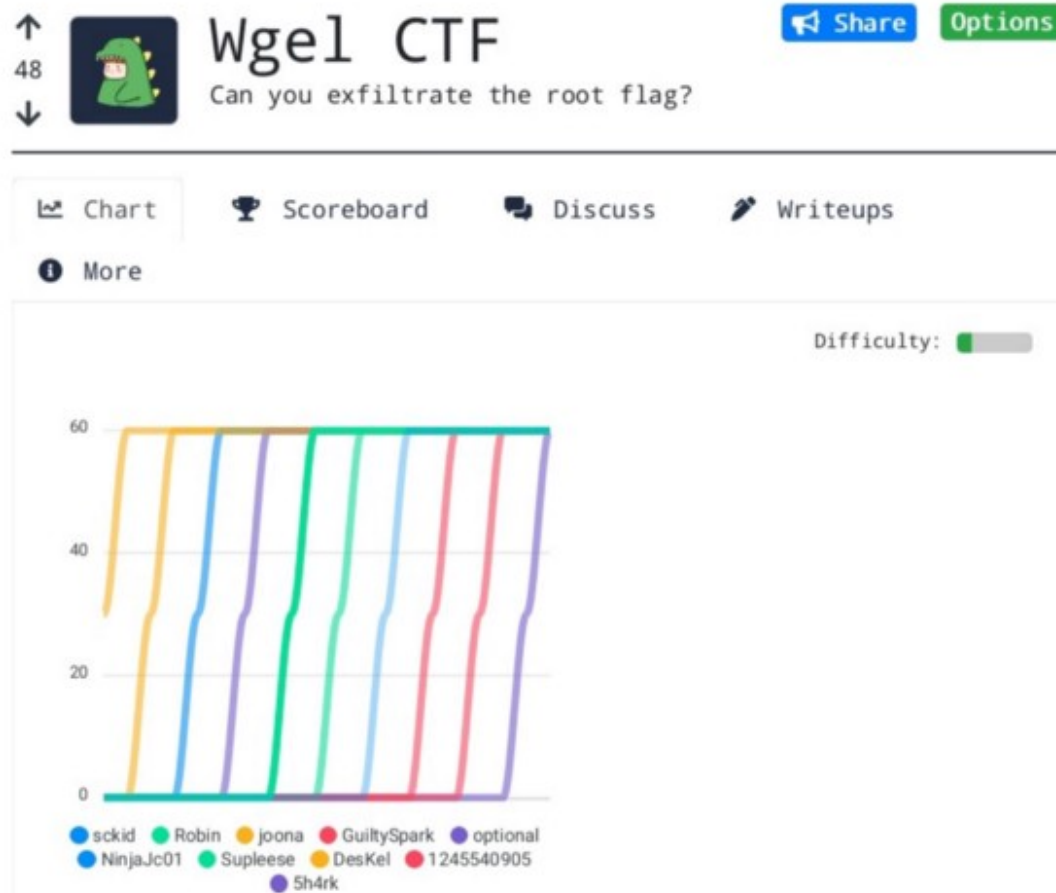 48
Wgel CTF
Share
Options
Can you exfiltrate the root flag?
Chart
Scoreboard
Discuss
Writeups
More
Difficulty:
60
40
20
0
sckid Robin joona GuiltySpark optional
NinjaJc01 Supleese DesKel 1245540905
5h4rk